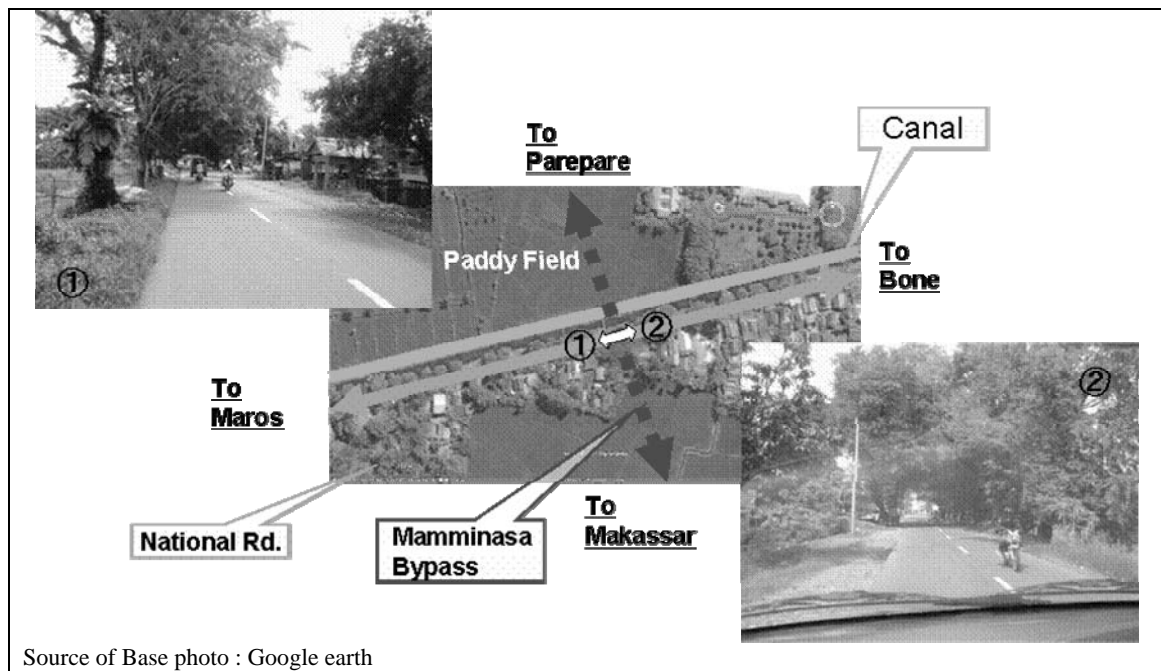 To
Parepare
Canal
①
Paddy Field
To
Bone
①
②
To
Maros
②
National Rd.
Mamminasa
Bypass
To
Makassar
Source of Base photo : Google earth